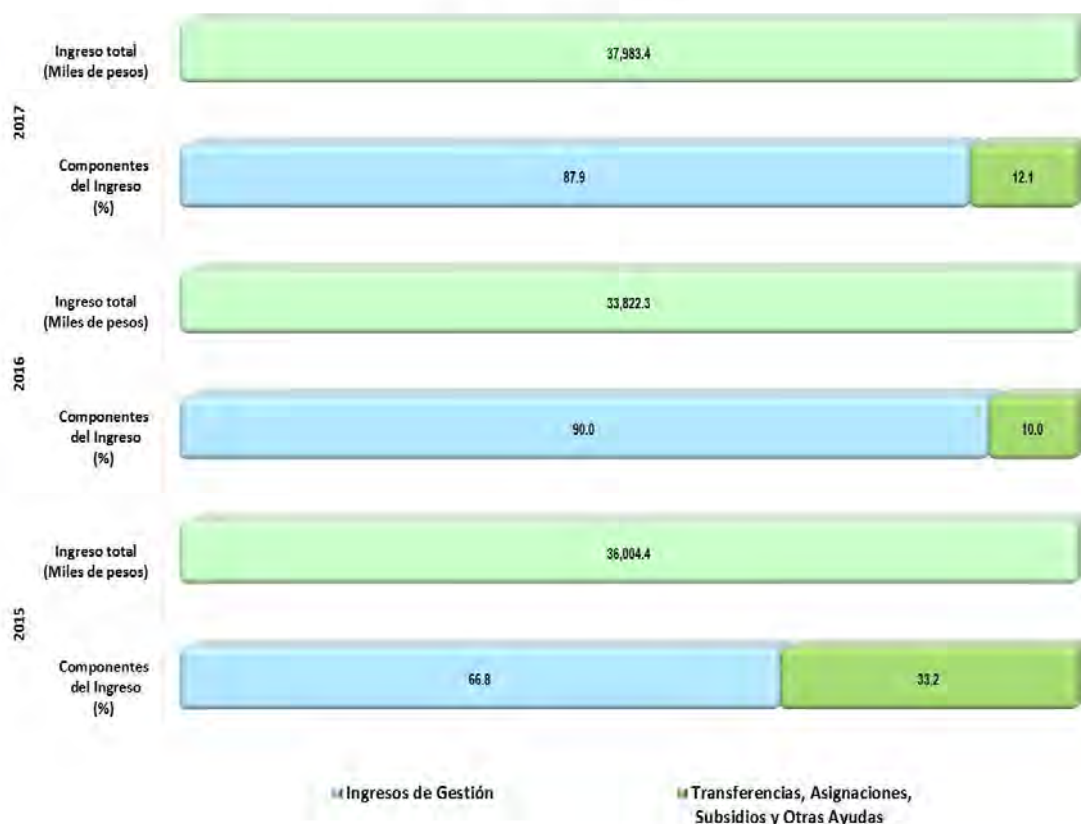 2017
Ingreso total
(Miles de pesos)
37,983.4
Componentes
del Ingreso
(%)
87.9
12.1
2016
Ingreso total
(Miles de pesos)
33,822.3
Componentes
del Ingreso
(%)
90.0
10.0
2015
Ingreso total
(Miles de pesos)
36,004.4
Componentes
del Ingreso
(%)
66.8
33.2
Ingresos de Gestión
Transferencias, Asignaciones,
Subsidios y Otras Ayudas